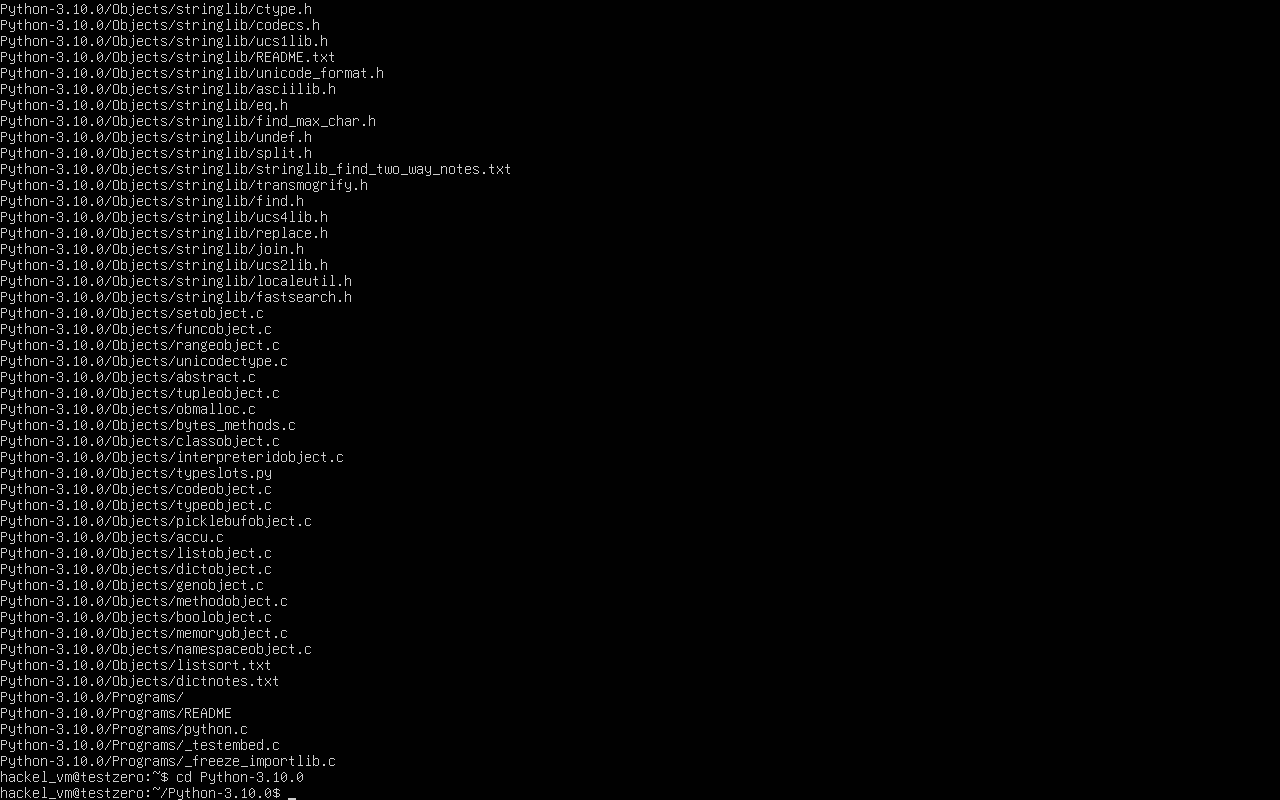 Python-3.10.0/Objects/stringlib/ctype.h
Python-3.10.0/Objects/stringlib/codecs.h
Python-3.10.0/Objects/stringlib/ucs1lib.h
Python-3.10.0/Objects/stringlib/README.txt
Python-3.10.0/Objects/stringlib/unicode_format.h
Python-3.10.0/Objects/stringlib/asciilib.h
Python-3.10.0/Objects/stringlib/eq.h
Python-3.10.0/Objects/stringlib/find_max_char.h
Python-3.10.0/Objects/stringlib/undef.h
Python-3.10.0/Objects/stringlib/split.h
Python-3.10.0/Objects/stringlib/stringlib_find_two_way_notes.txt
Python-3.10.0/Objects/stringlib/transmogrify.h
Python-3.10.0/Objects/stringlib/find.h
Python-3.10.0/Objects/stringlib/ucs4lib.h
Python-3.10.0/Objects/stringlib/replace.h
Python-3.10.0/Objects/stringlib/join.h
Python-3.10.0/Objects/stringlib/ucs2lib.h
Python-3.10.0/Objects/stringlib/localeutil.h
Python-3.10.0/Objects/stringlib/fastsearch.h
Python-3.10.0/Objects/setobject.c
Python-3.10.0/Objects/funcobject.c
Python-3.10.0/Objects/rangeobject.c
Python-3.10.0/Objects/unicodectype.c
Python-3.10.0/Objects/abstract.c
Python-3.10.0/Objects/tupleobject.c
Python-3.10.0/Objects/obmalloc.c
Python-3.10.0/Objects/bytes_methods.c
Python-3.10.0/Objects/classobject.c
Python-3.10.0/Objects/interpreteridobject.c
Python-3.10.0/Objects/typeslots.py
Python-3.10.0/Objects/codeobject.c
Python-3.10.0/Objects/typeobject.c
Python-3.10.0/Objects/picklebufobject.c
Python-3.10.0/Objects/accu.c
Python-3.10.0/Objects/listobject.c
Python-3.10.0/Objects/dictobject.c
Python-3.10.0/Objects/genobject.c
Python-3.10.0/Objects/methodobject.c
Python-3.10.0/Objects/boolobject.c
Python-3.10.0/Objects/memoryobject.c
Python-3.10.0/Objects/namespaceobject.c
Python-3.10.0/Objects/listsort.txt
Python-3.10.0/Objects/dictnotes.txt
Python-3.10.0/Programs/
Python-3.10.0/Programs/README
Python-3.10.0/Programs/python.c
Python-3.10.0/Programs/_testembed.c
Python-3.10.0/Programs/_freeze_importlib.c
hackel_vm@testzero:~$ cd Python-3.10.0
hackel_vm@testzero:~/Python-3.10.0$ _